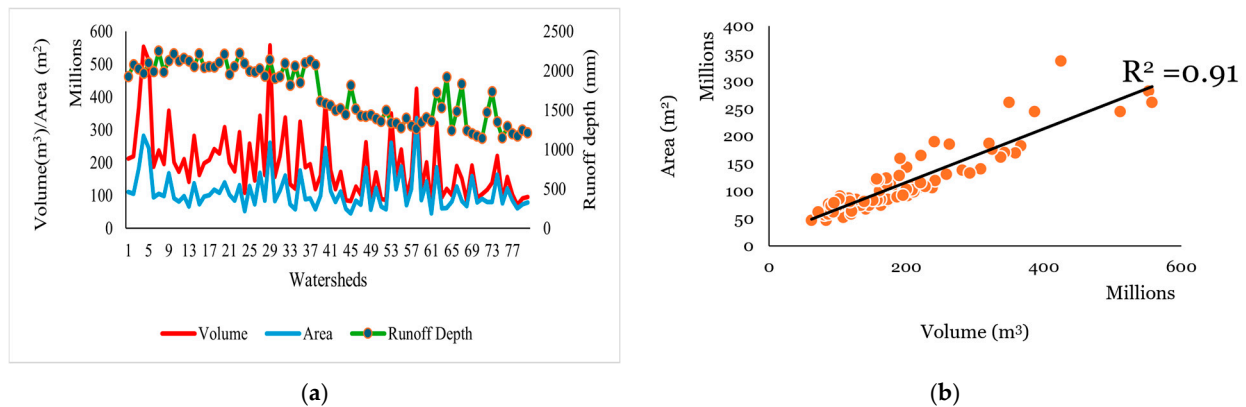 Volume(m³)/Area (m²)
Millions
600
500
400
300
200
100
0
2500
2000
1500
1000
500
0
Runoff depth (mm)
1 5 9 13 17 21 25 29 33 37 41 45 49 53 57 61 65 69 73 77
Watersheds
Volume Area Runoff Depth
(a)
Area (m²)
Millions
400
350
300
250
200
150
100
50
0
R² =0.91
0 200 400 600
Millions
Volume (m³)
(b)